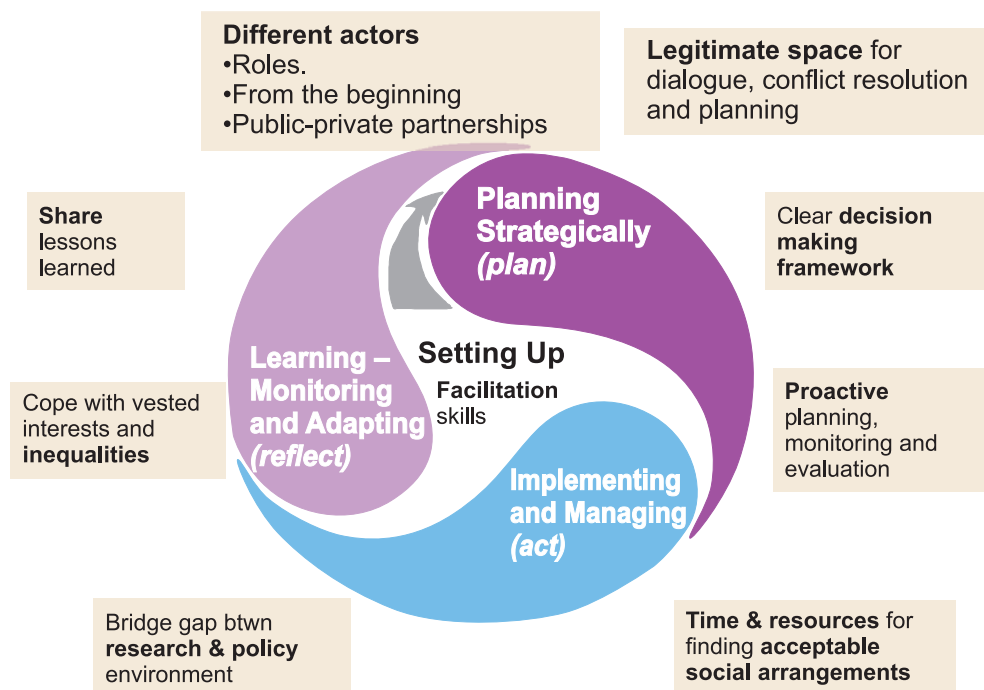 Different actors
•Roles.
•From the beginning
•Public-private partnerships
Legitimate space for
dialogue, conflict resolution
and planning
Share
lessons
learned
Planning
Strategically
(plan)
Clear decision
making
framework
Learning –
Monitoring
and Adapting
(reflect)
Setting Up
Facilitation
skills
Cope with vested
interests and
inequalities
Proactive
planning,
monitoring and
evaluation
Implementing
and Managing
(act)
Bridge gap btwn
research & policy
environment
Time & resources for
finding acceptable
social arrangements